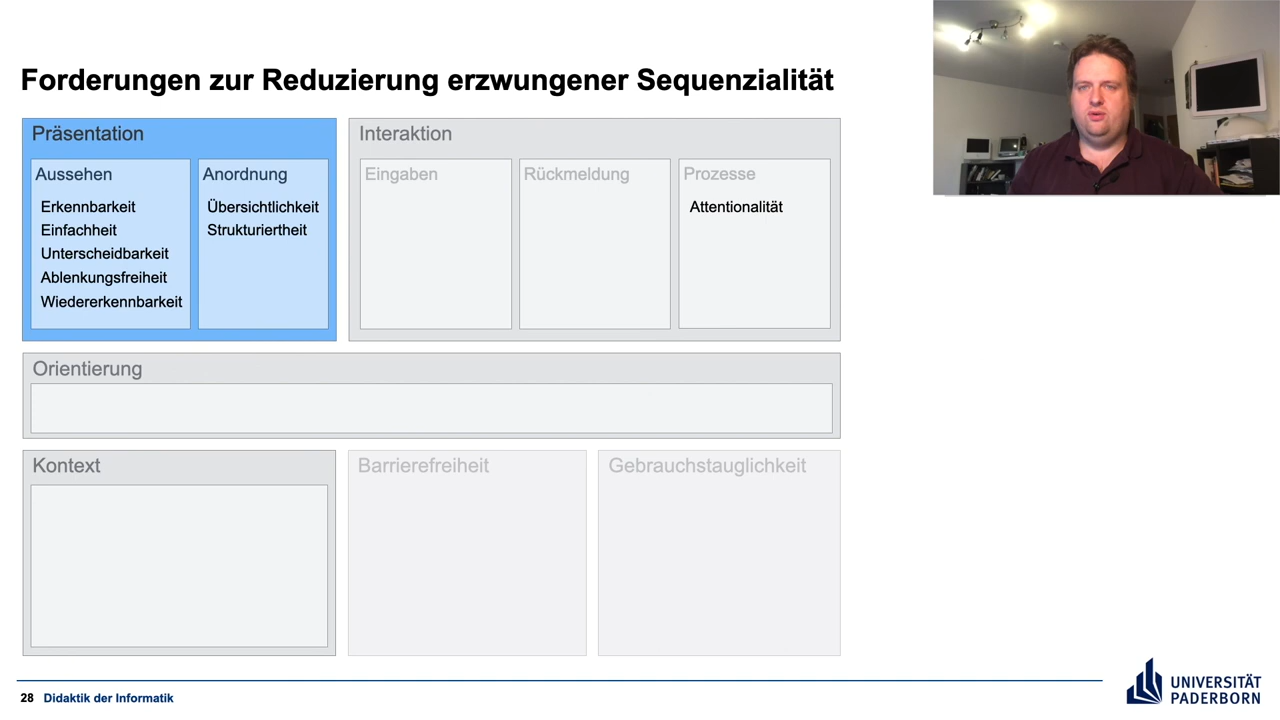 Forderungen zur Reduzierung erzwungener Sequenzialität
Präsentation
Aussehen
Erkennbarkeit
Einfachheit
Unterscheidbarkeit
Ablenkungsfreiheit
Wiedererkennbarkeit
Anordnung
Übersichtlichkeit
Strukturiertheit
Interaktion
Eingaben
Rückmeldung
Prozesse
Attentionalität
Orientierung
Kontext
Barrierefreiheit
Gebrauchstauglichkeit
28 Didaktik der Informatik
UNIVERSITÄT
PADERBORN